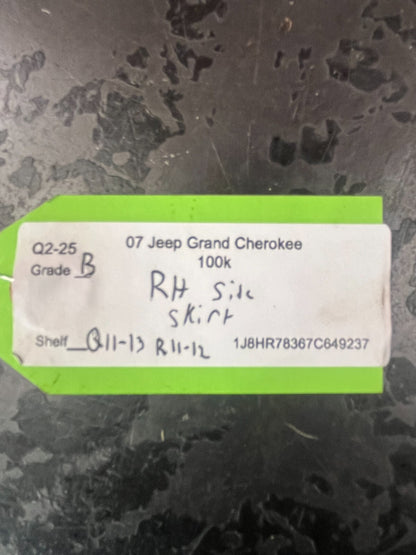 Q2-25 07 Jeep Grand Cherokee
Grade B 100k
RH Side
Skirt
Shelf Q11-13 R11-12 1J8HR78367C649237